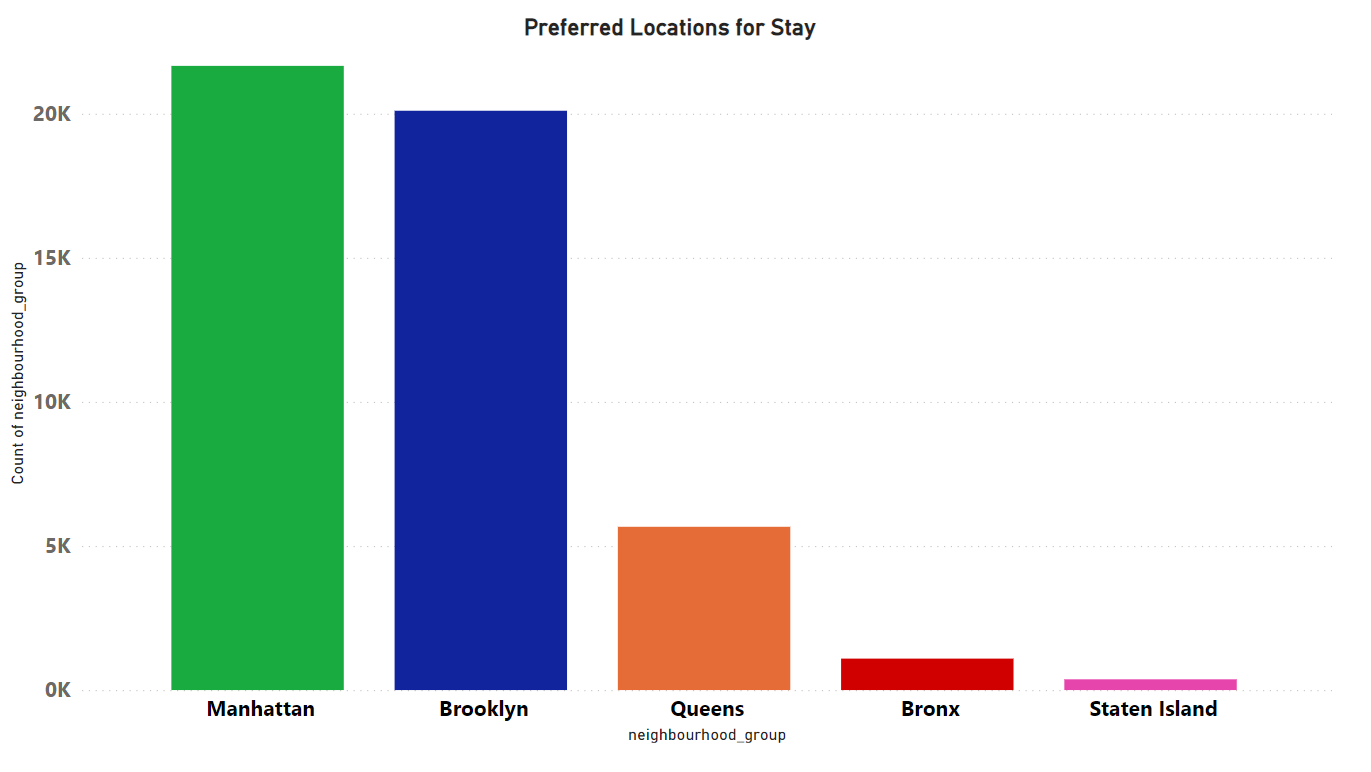 Preferred Locations for Stay
Count of neighbourhood_group
20K
15K
10K
5K
0K
Manhattan Brooklyn Queens Bronx Staten Island
neighbourhood_group